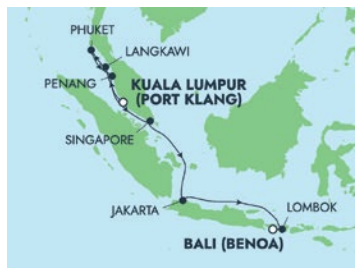 PHUKET
LANGKAWI
PENANG
KUALA LUMPUR
(PORT KLANG)
SINGAPORE
JAKARTA
LOMBOK
BALI (BENOA)